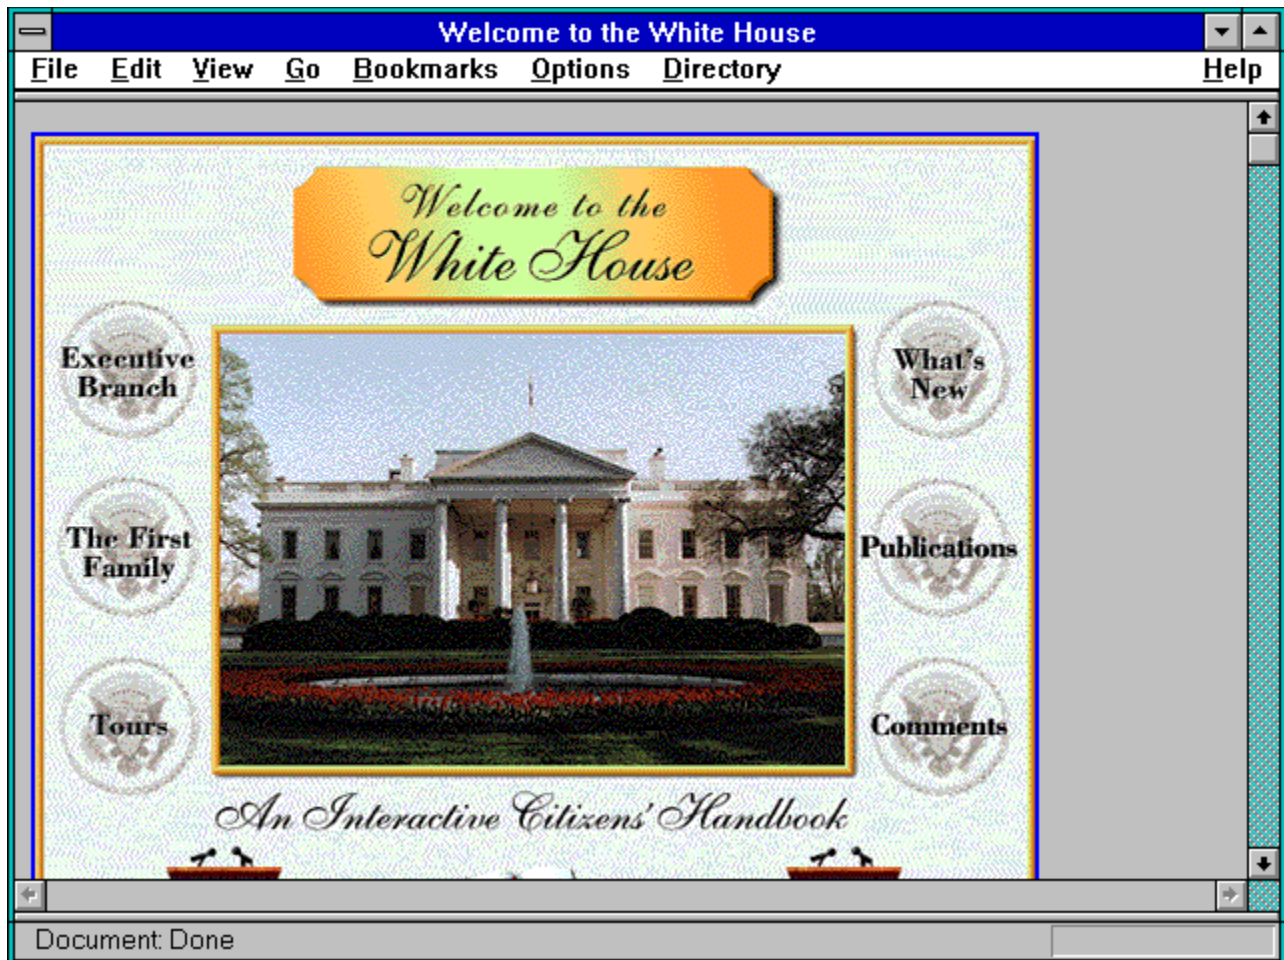 Welcome to the White House
File Edit View Go Bookmarks Options Directory Help
Welcome to the
White House
Executive
Branch
What's
New
The First
Family
Publications
Tours
Comments
An Interactive Citizens' Handbook
Document: Done